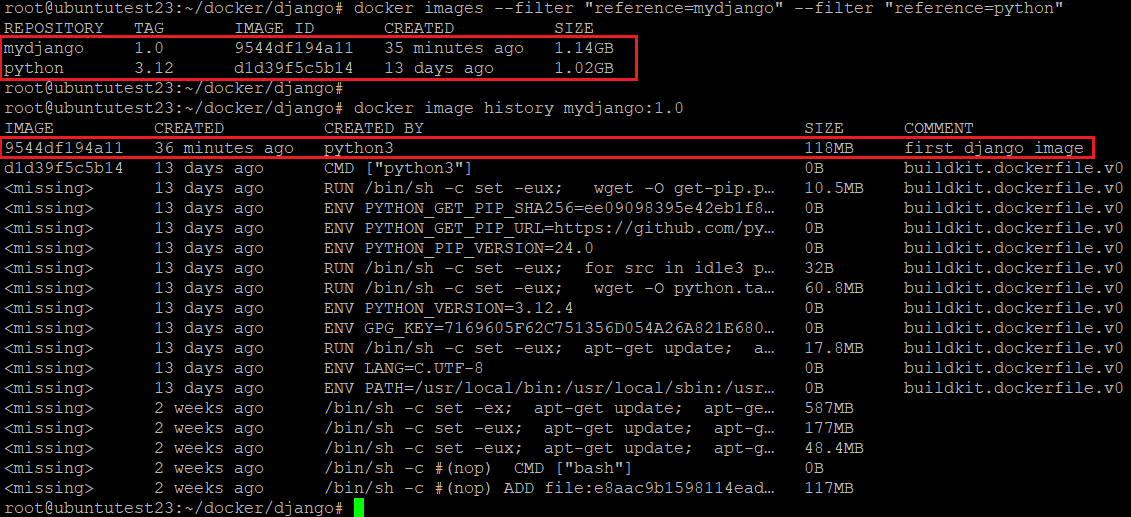 root@ubuntutest23:~/docker/django# docker images --filter "reference=mydjango" --filter "reference=python"
REPOSITORY   TAG       IMAGE ID       CREATED          SIZE
mydjango     1.0       9544df194a11   35 minutes ago   1.14GB
python       3.12      d1d39f5c5b14   13 days ago      1.02GB
root@ubuntutest23:~/docker/django#
root@ubuntutest23:~/docker/django# docker image history mydjango:1.0
IMAGE          CREATED          CREATED BY                                      SIZE      COMMENT
9544df194a11   36 minutes ago   python3                                         118MB     first django image
d1d39f5c5b14   13 days ago      CMD ["python3"]                                 0B        buildkit.dockerfile.v0
<missing>      13 days ago      RUN /bin/sh -c set -eux;   wget -O get-pip.p…   10.5MB    buildkit.dockerfile.v0
<missing>      13 days ago      ENV PYTHON_GET_PIP_SHA256=ee09098395e42eb1f8…   0B        buildkit.dockerfile.v0
<missing>      13 days ago      ENV PYTHON_GET_PIP_URL=https://github.com/py…   0B        buildkit.dockerfile.v0
<missing>      13 days ago      ENV PYTHON_PIP_VERSION=24.0                     0B        buildkit.dockerfile.v0
<missing>      13 days ago      RUN /bin/sh -c set -eux;  for src in idle3 p…   32B       buildkit.dockerfile.v0
<missing>      13 days ago      RUN /bin/sh -c set -eux;   wget -O python.ta…   60.8MB    buildkit.dockerfile.v0
<missing>      13 days ago      ENV PYTHON_VERSION=3.12.4                       0B        buildkit.dockerfile.v0
<missing>      13 days ago      ENV GPG_KEY=7169605F62C751356D054A26A821E680…   0B        buildkit.dockerfile.v0
<missing>      13 days ago      RUN /bin/sh -c set -eux;  apt-get update;  a…   17.8MB    buildkit.dockerfile.v0
<missing>      13 days ago      ENV LANG=C.UTF-8                                0B        buildkit.dockerfile.v0
<missing>      13 days ago      ENV PATH=/usr/local/bin:/usr/local/sbin:/usr…   0B        buildkit.dockerfile.v0
<missing>      2 weeks ago      /bin/sh -c set -ex;  apt-get update;  apt-ge…   587MB
<missing>      2 weeks ago      /bin/sh -c set -eux;  apt-get update;  apt-g…   177MB
<missing>      2 weeks ago      /bin/sh -c set -eux;  apt-get update;  apt-g…   48.4MB
<missing>      2 weeks ago      /bin/sh -c #(nop)  CMD ["bash"]                 0B
<missing>      2 weeks ago      /bin/sh -c #(nop) ADD file:e8aac9b1598114ead…   117MB
root@ubuntutest23:~/docker/django#